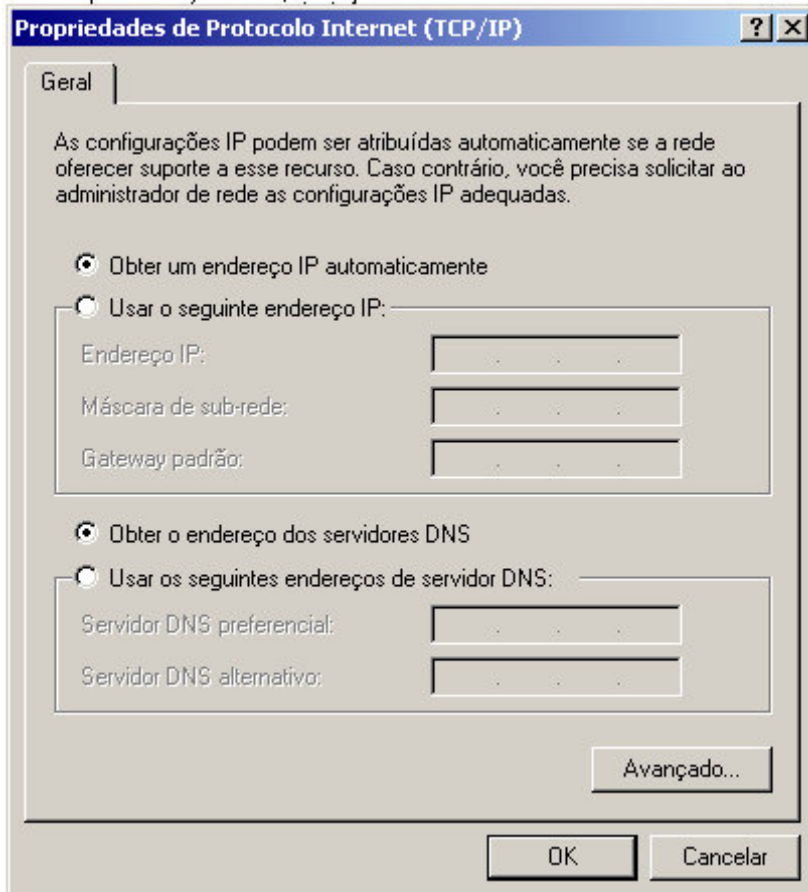 Propriedades de Protocolo Internet (TCP/IP)
Geral
As configurações IP podem ser atribuídas automaticamente se a rede
oferecer suporte a esse recurso. Caso contrário, você precisa solicitar ao
administrador de rede as configurações IP adequadas.
Obter um endereço IP automaticamente
Usar o seguinte endereço IP:
Endereço IP:
Máscara de sub-rede:
Gateway padrão:
Obter o endereço dos servidores DNS
Usar os seguintes endereços de servidor DNS:
Servidor DNS preferencial:
Servidor DNS alternativo:
Avançado...
OK Cancelar